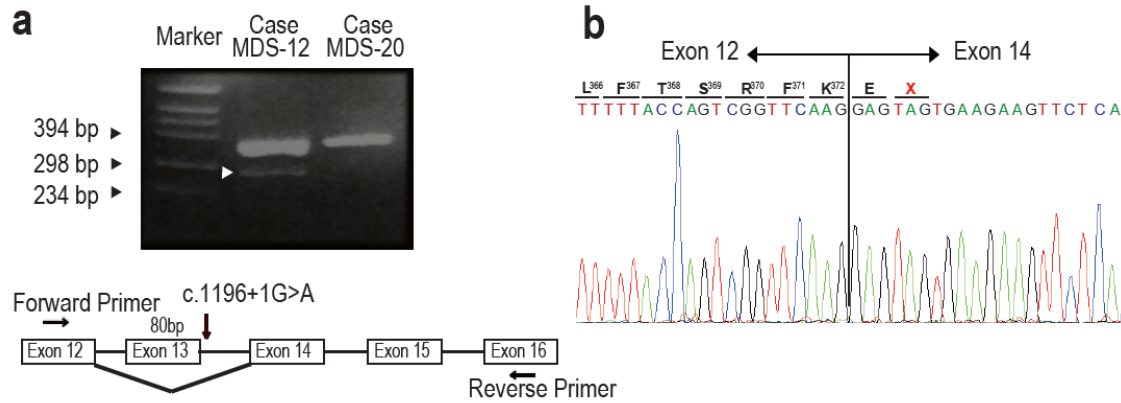 a
Marker
Case
MDS-12
Case
MDS-20
394 bp
298 bp
234 bp
Forward Primer
c.1196+1G>A
80bp
Exon 12
Exon 13
Exon 14
Exon 15
Exon 16
Reverse Primer
b
Exon 12
Exon 14
L366 F367 T368 S369 R370 F371 K372 E X
TTTTTACCAGTCGGTTCAAGGAGTAGTGAAGAAGTTCTCA